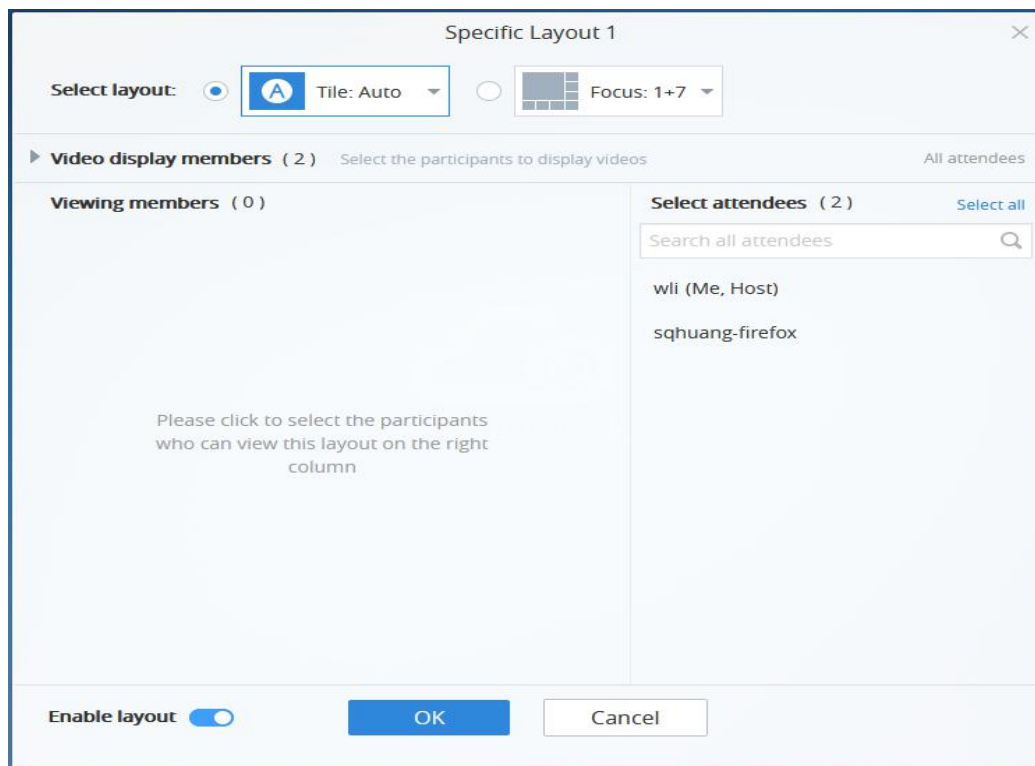 Specific Layout 1
Select layout: A Tile: Auto Focus: 1+7
Video display members (2) Select the participants to display videos All attendees
Viewing members (0)
Select attendees (2) Select all
Search all attendees
wli (Me, Host)
sqhuang-firefox
Please click to select the participants
who can view this layout on the right
column
Enable layout OK Cancel